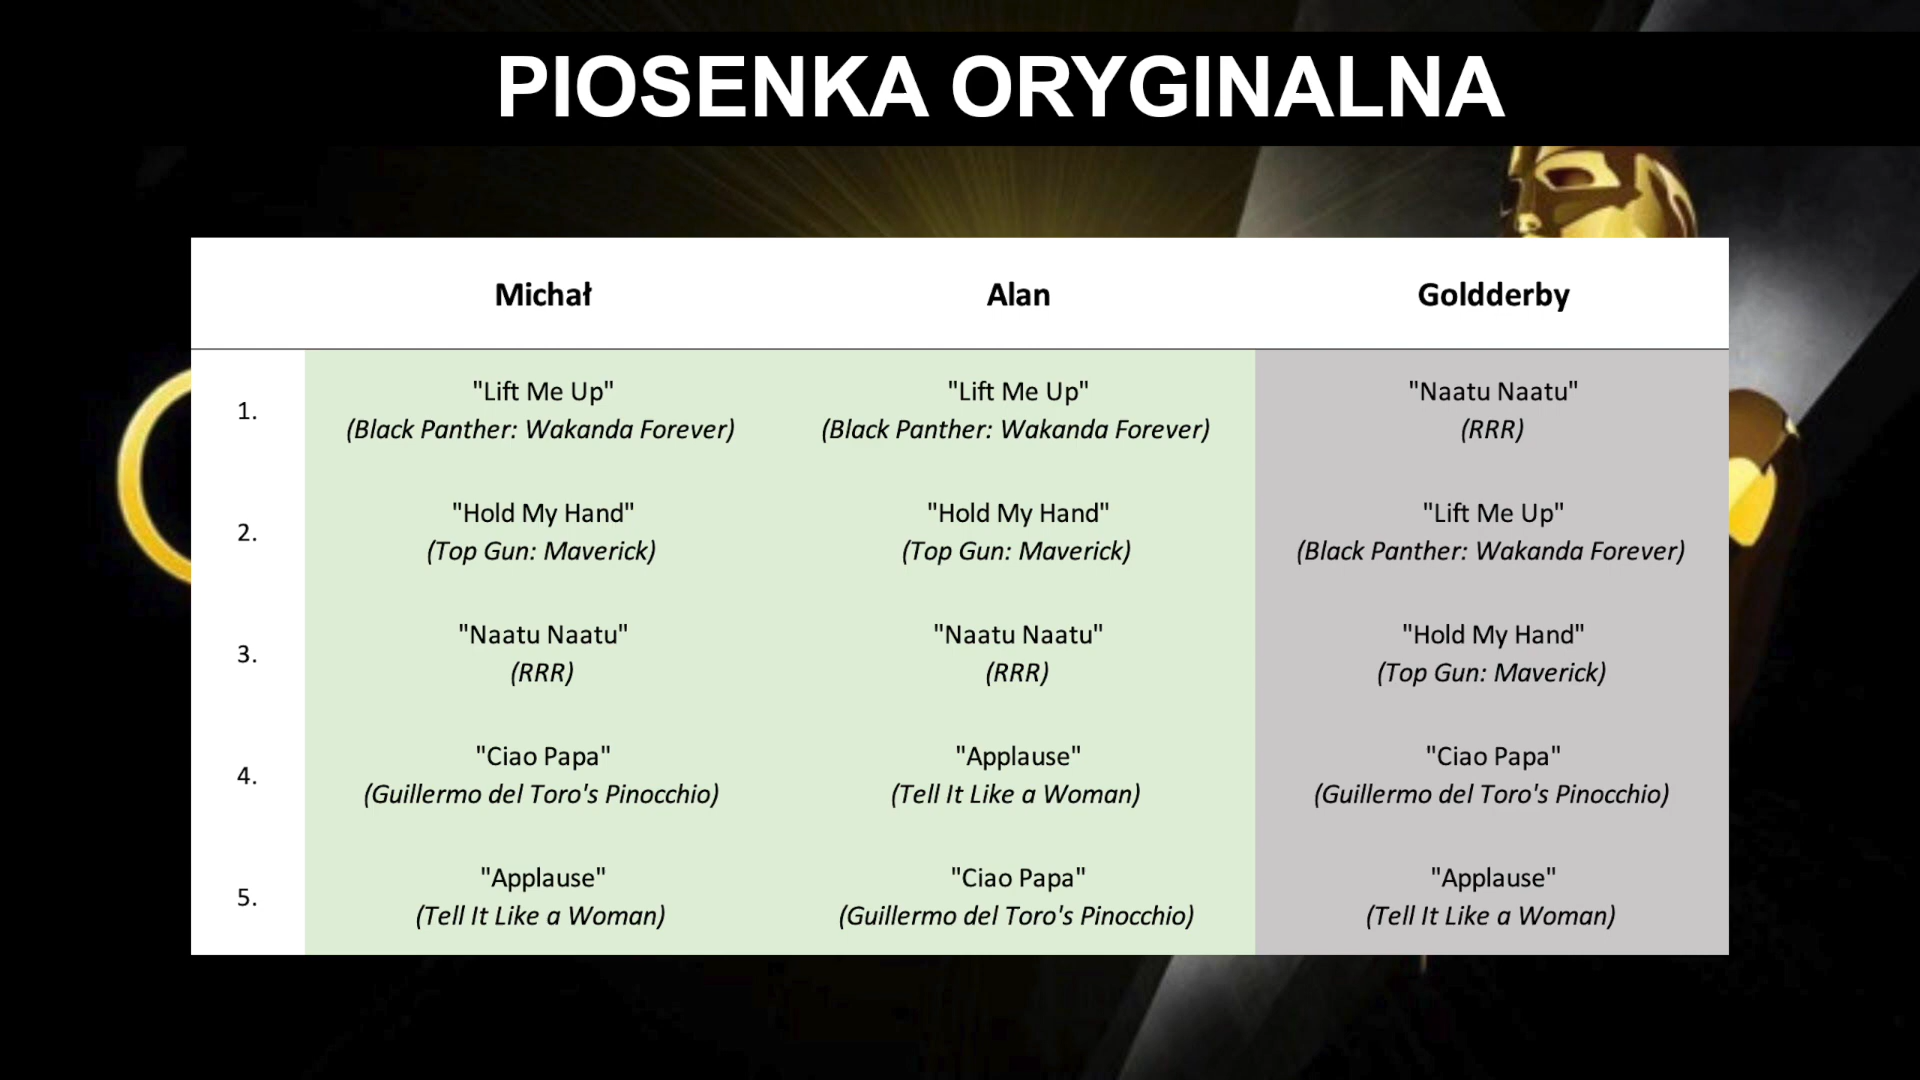 PIOSENKA ORYGINALNA
Michał Alan Goldderby
1. "Lift Me Up" "Lift Me Up" "Naatu Naatu"
(Black Panther: Wakanda Forever) (Black Panther: Wakanda Forever) (RRR)
2. "Hold My Hand" "Hold My Hand" "Lift Me Up"
(Top Gun: Maverick) (Top Gun: Maverick) (Black Panther: Wakanda Forever)
3. "Naatu Naatu" "Naatu Naatu" "Hold My Hand"
(RRR) (RRR) (Top Gun: Maverick)
4. "Ciao Papa" "Applause" "Ciao Papa"
(Guillermo del Toro's Pinocchio) (Tell It Like a Woman) (Guillermo del Toro's Pinocchio)
5. "Applause" "Ciao Papa" "Applause"
(Tell It Like a Woman) (Guillermo del Toro's Pinocchio) (Tell It Like a Woman)